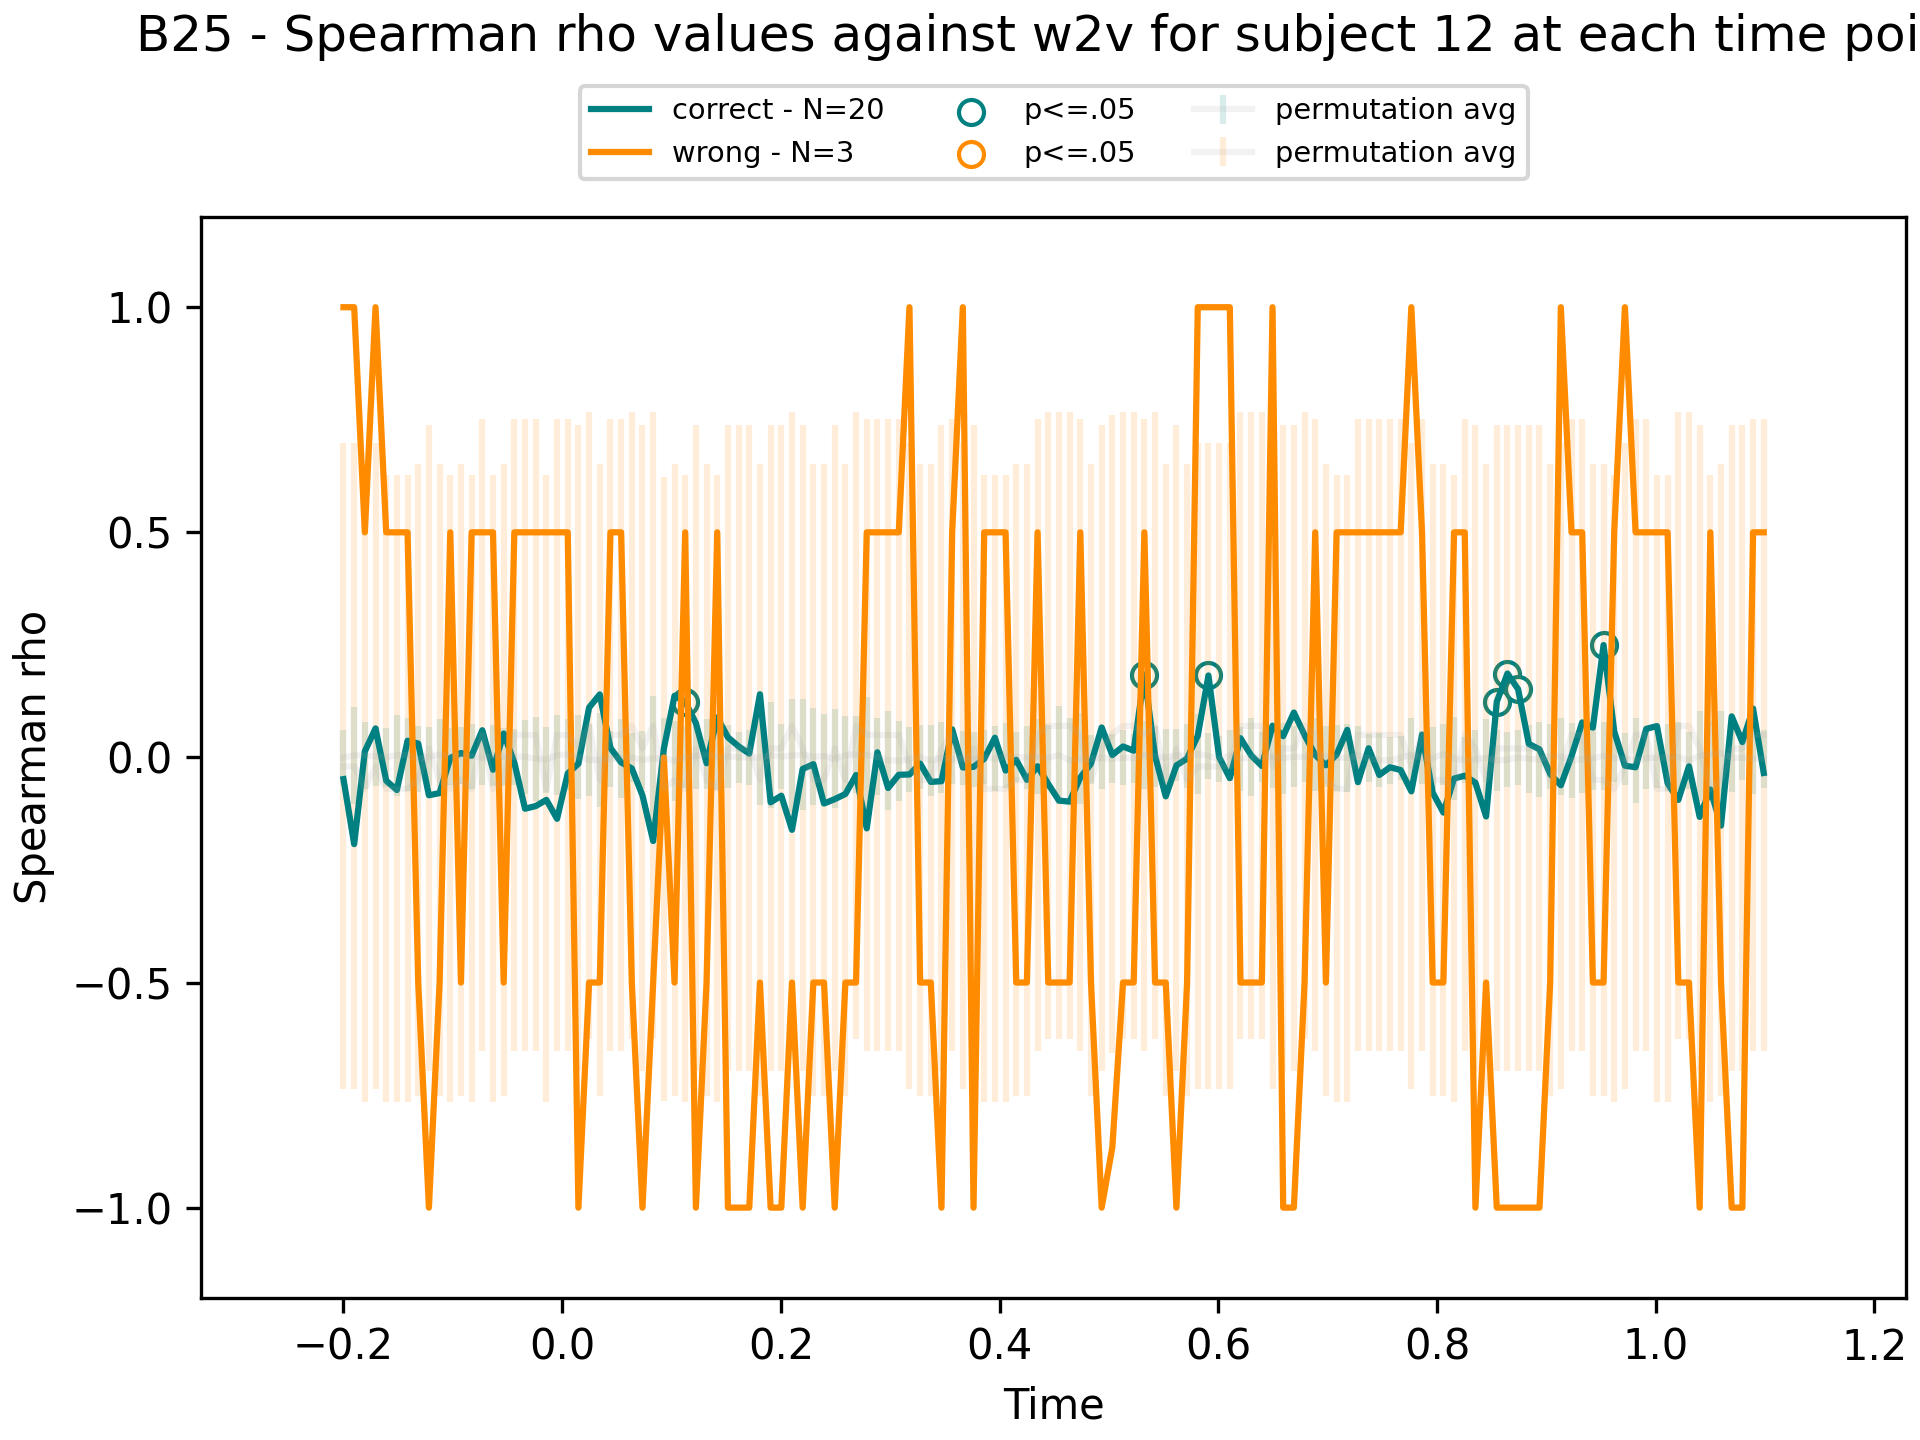 B25 - Spearman rho values against w2v for subject 12 at each time poi
correct - N=20
wrong - N=3
p<=.05
p<=.05
permutation avg
permutation avg
Spearman rho
1.0
0.5
0.0
−0.5
−1.0
−0.2 0.0 0.2 0.4 0.6 0.8 1.0 1.2
Time